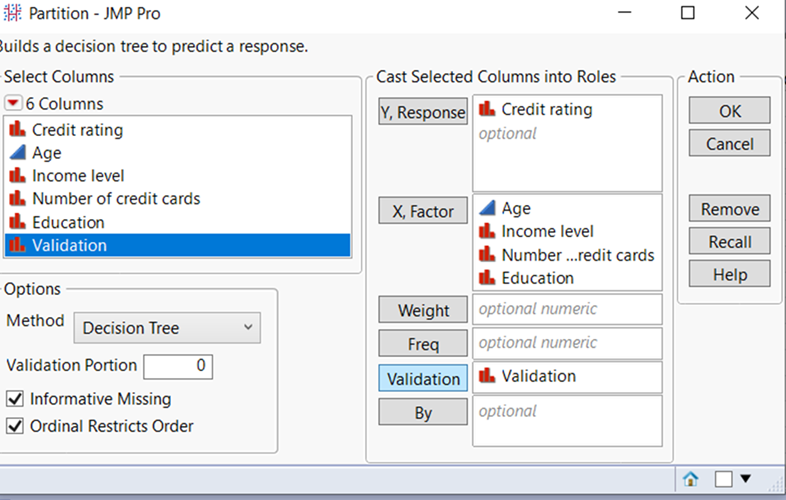 Partition - JMP Pro
Builds a decision tree to predict a response.
Select Columns
6 Columns
Credit rating
Age
Income level
Number of credit cards
Education
Validation
Options
Method Decision Tree
Validation Portion 0
Informative Missing
Ordinal Restricts Order
Cast Selected Columns into Roles
Y, Response
Credit rating
optional
X, Factor
Age
Income level
Number ...redit cards
Education
Weight optional numeric
Freq optional numeric
Validation Validation
By optional
Action
OK
Cancel
Remove
Recall
Help